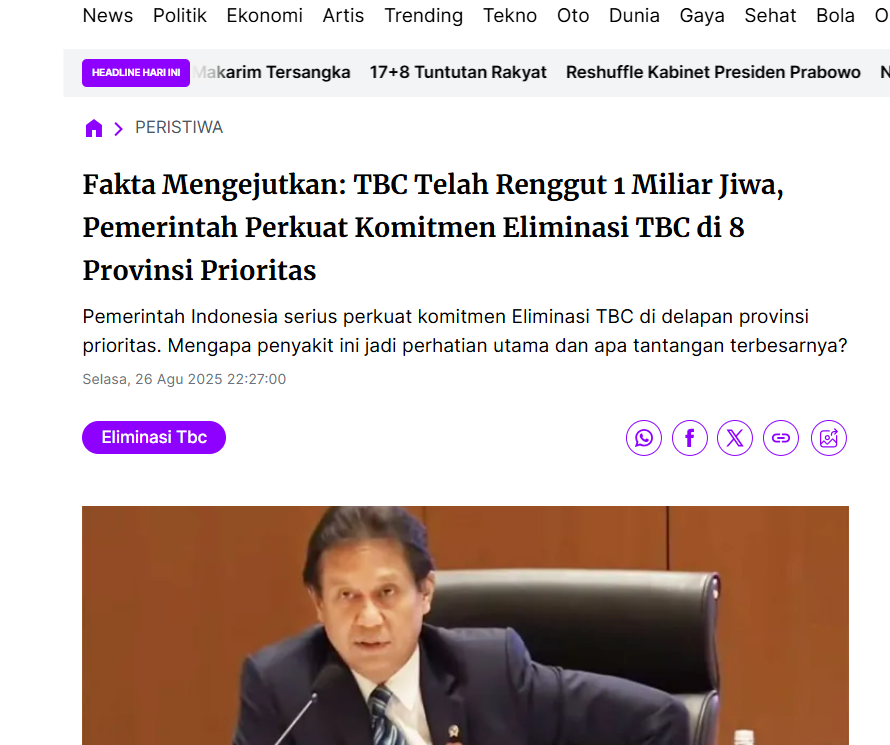 News Politik Ekonomi Artis Trending Tekno Oto Dunia Gaya Sehat Bola
HEADLINE HARI INI Makarim Tersangka 17+8 Tuntutan Rakyat Reshuffle Kabinet Presiden Prabowo
PERISTIWA
Fakta Mengejutkan: TBC Telah Renggut 1 Miliar Jiwa,
Pemerintah Perkuat Komitmen Eliminasi TBC di 8
Provinsi Prioritas
Pemerintah Indonesia serius perkuat komitmen Eliminasi TBC di delapan provinsi
prioritas. Mengapa penyakit ini jadi perhatian utama dan apa tantangan terbesarnya?
Selasa, 26 Agu 2025 22:27:00
Eliminasi Tbc